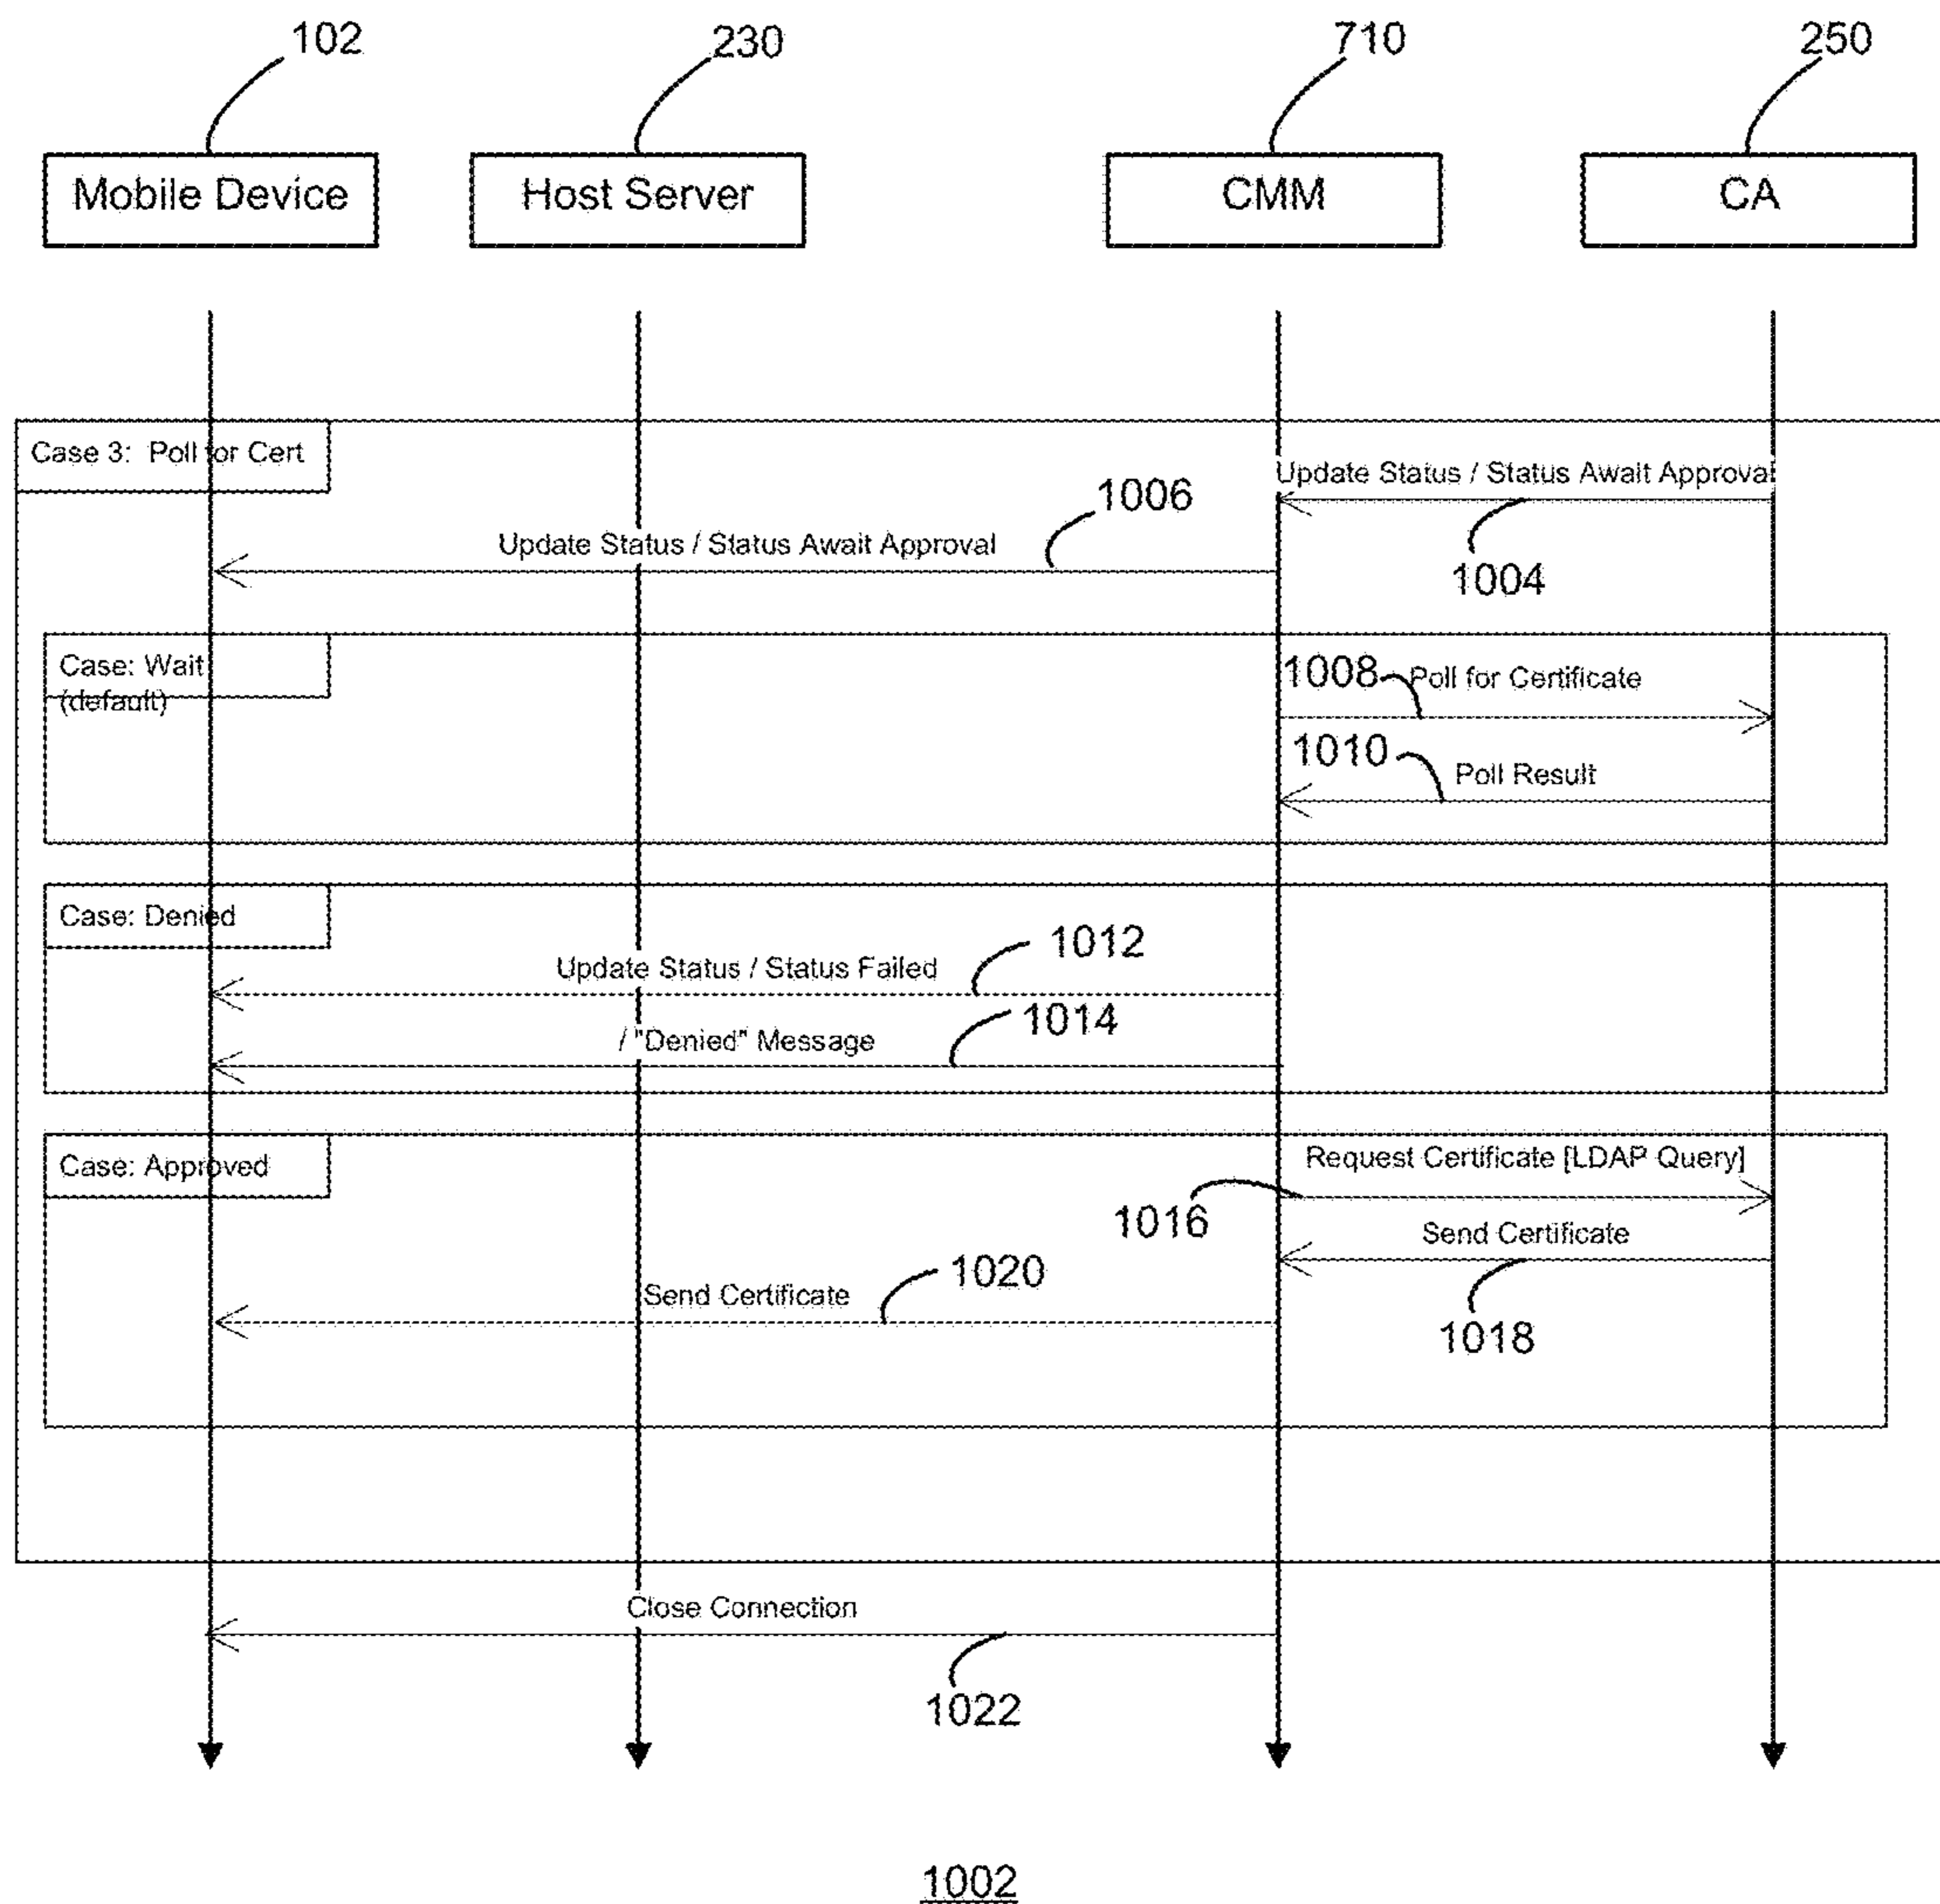 102
230
710
250
Mobile Device
Host Server
CMM
CA
Case 3: Poll for Cert
Update Status / Status Await Approval
1006
Update Status / Status Await Approval
1004
Case: Wait
(default)
1008
Poll for Certificate
1010
Poll Result
Case: Denied
1012
Update Status / Status Failed
1014
/ "Denied" Message
Case: Approved
Request Certificate [LDAP Query]
1016
Send Certificate
1020
Send Certificate
1018
Close Connection
1022
1002